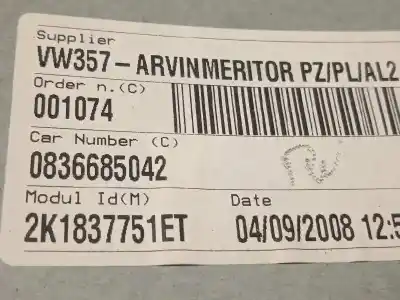 Supplier
VW357-ARVINMERITOR PZ/PL/AL2
Order n.(C)
001074
Car Number (C)
0836685042
Modul Id(M)
2K1837751ET
Date
04/09/2008 12:5